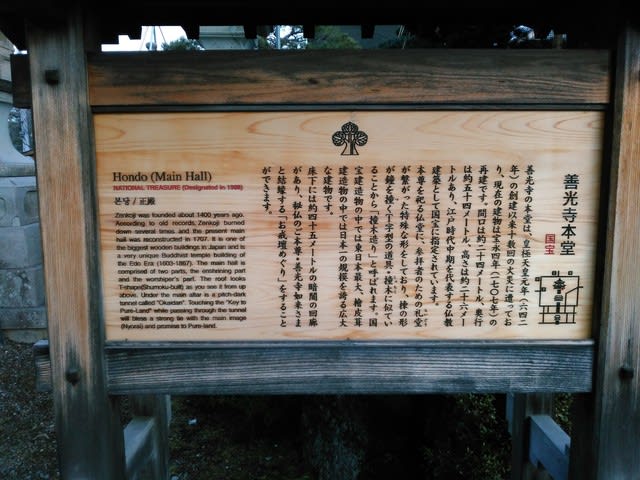 善光寺本堂
国宝
善光寺の本堂は、皇極天皇元年（六四二
年）の創建以来十数回の大災に遭ってお
り、現在の建物は宝永四年（一七〇七年）の
再建です。間口は約二十四メートル、奥行
は約五十四メートル、高さは約二十六メー
トルあり、江戸時代中期を代表する仏教
建築として国宝に指定されています。
本尊を祀る仏堂に、参拝者のための礼堂
が繋がった特殊な形をしており、棟の形
が鐘を撞くT字型の道具・撞木に似てい
ることから「撞木造り」と呼ばれます。国
宝建造物の中では東日本最大、檜皮葺
建造物の中では日本一の規模を誇る広大
な建物です。
床下には約四十五メートルの暗闇の回廊
があり、秘仏のご本尊・善光寺如来さま
と結縁する「お戒壇めぐり」をすること
ができます。
Hondo (Main Hall)
NATIONAL TREASURE (Designated in 1988)
본당 / 正殿
Zenkoji was founded about 1400 years ago.
According to old records, Zenkoji burned
down several times and the present main
hall was reconstructed in 1707. It is one of
the biggest wooden buildings in Japan and is
a very unique Buddhist temple building of
the Edo Era (1603-1867). The main hall is
comprised of two parts, the enshrining part
and the worshiper's part. The roof looks
T-shape(Shumoku-built) as you see it from up
above. Under the main altar is a pitch-dark
tunnel called "Okaidan". Touching the "Key to
Pure-Land" while passing through the tunnel
will bless a strong tie with the main image
(Nyorai) and promise to Pure-land.